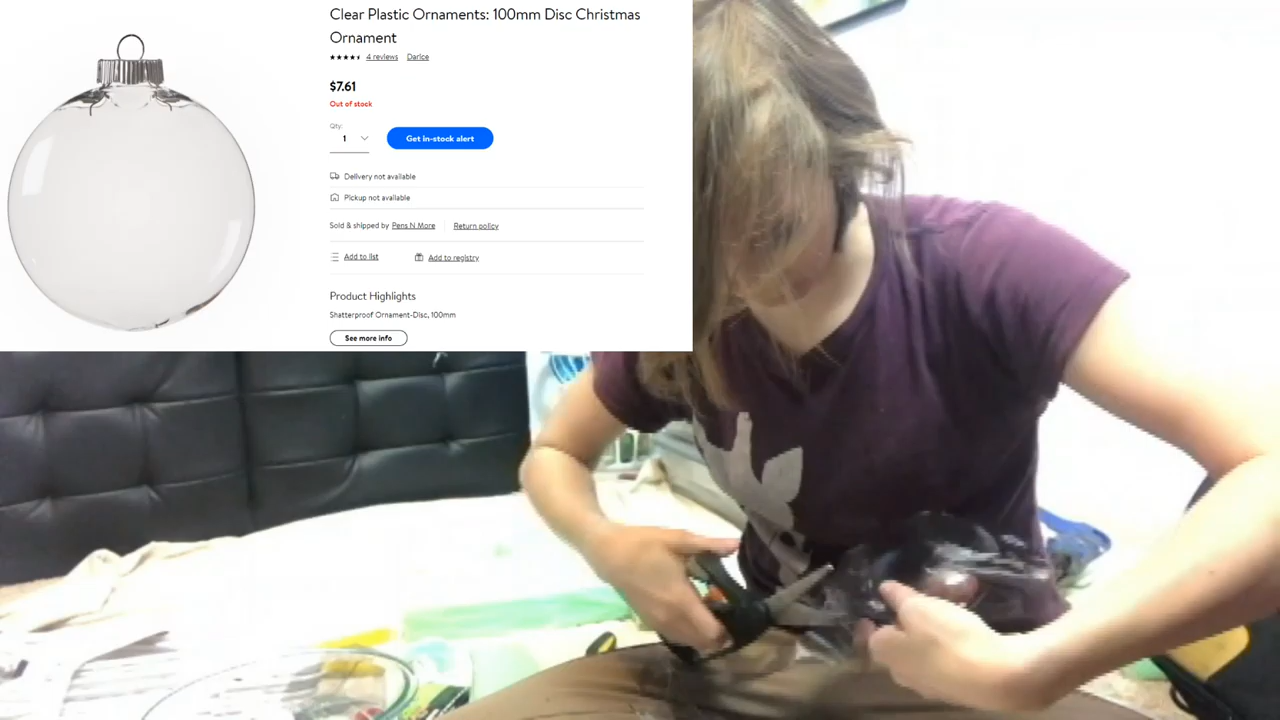 Clear Plastic Ornaments: 100mm Disc Christmas
Ornament
4 reviews Darice
$7.61
Out of stock
Qty:
1
Get in-stock alert
Delivery not available
Pickup not available
Sold & shipped by Pens N More Return policy
Add to list Add to registry
Product Highlights
Shatterproof Ornament-Disc, 100mm
See more info